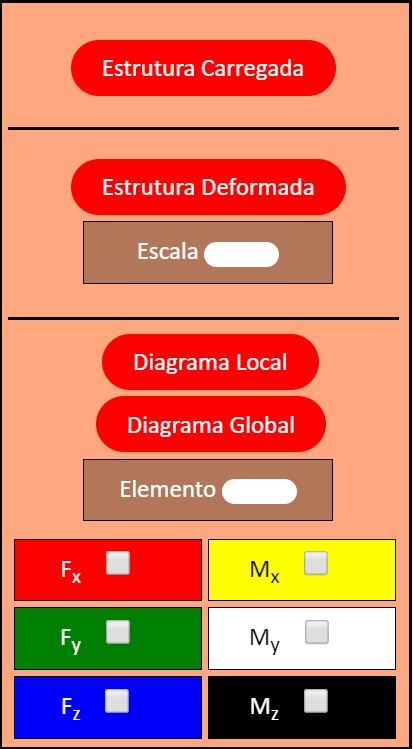 Estrutura Carregada
Estrutura Deformada
Escala
Diagrama Local
Diagrama Global
Elemento
Fx Mx
Fy My
Fz Mz